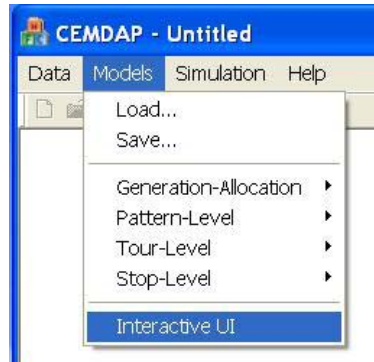 CEMDAP - Untitled
Data Models Simulation Help
Load...
Save...
Generation-Allocation
Pattern-Level
Tour-Level
Stop-Level
Interactive UI